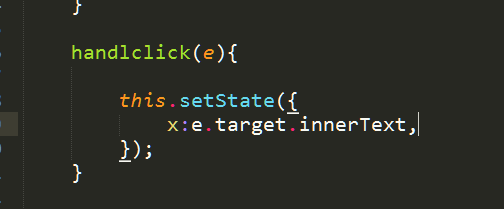 }
handlclick(e){
this.setState({
x:e.target.innerText,
});
}